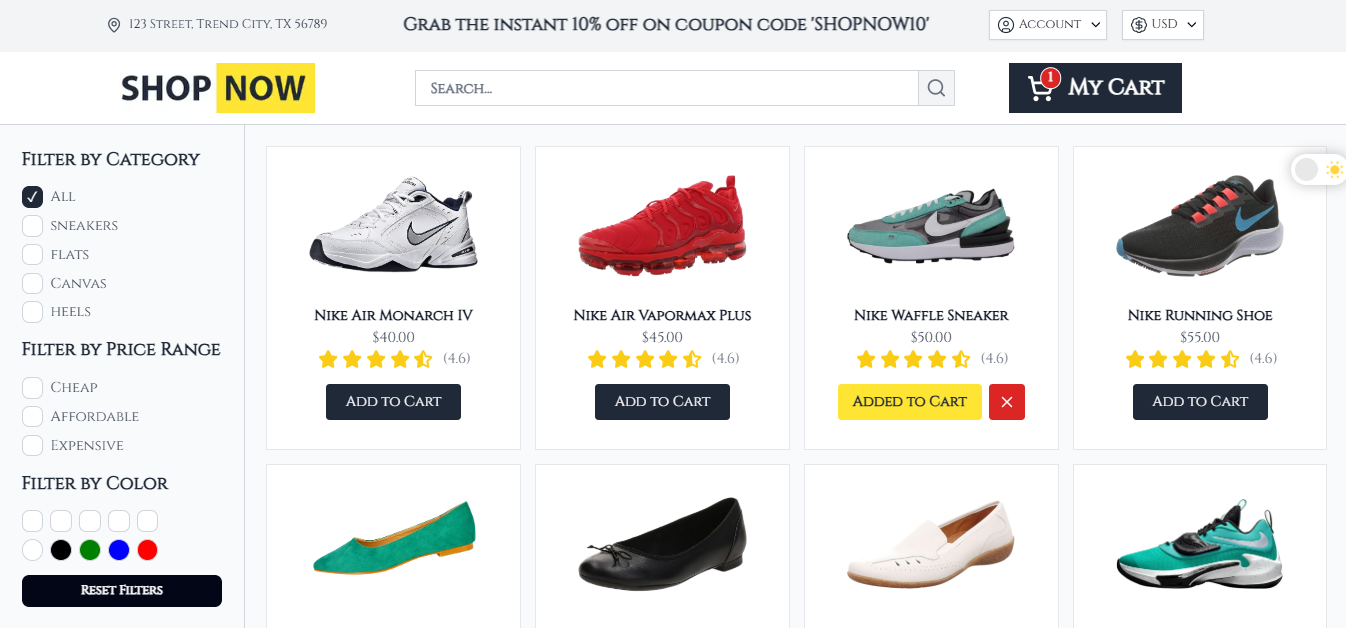 123 Street, Trend City, TX 56789
Grab the instant 10% off on coupon code 'SHOPNOW10'
Account
USD
SHOP NOW
Search...
1
My Cart
Filter by Category
All
sneakers
flats
Canvas
heels
Filter by Price Range
Cheap
Affordable
Expensive
Filter by Color
Reset Filters
Nike Air Monarch IV
$40.00
(4.6)
Add to Cart
Nike Air Vapormax Plus
$45.00
(4.6)
Add to Cart
Nike Waffle Sneaker
$50.00
(4.6)
Added to Cart
Nike Running Shoe
$55.00
(4.6)
Add to Cart